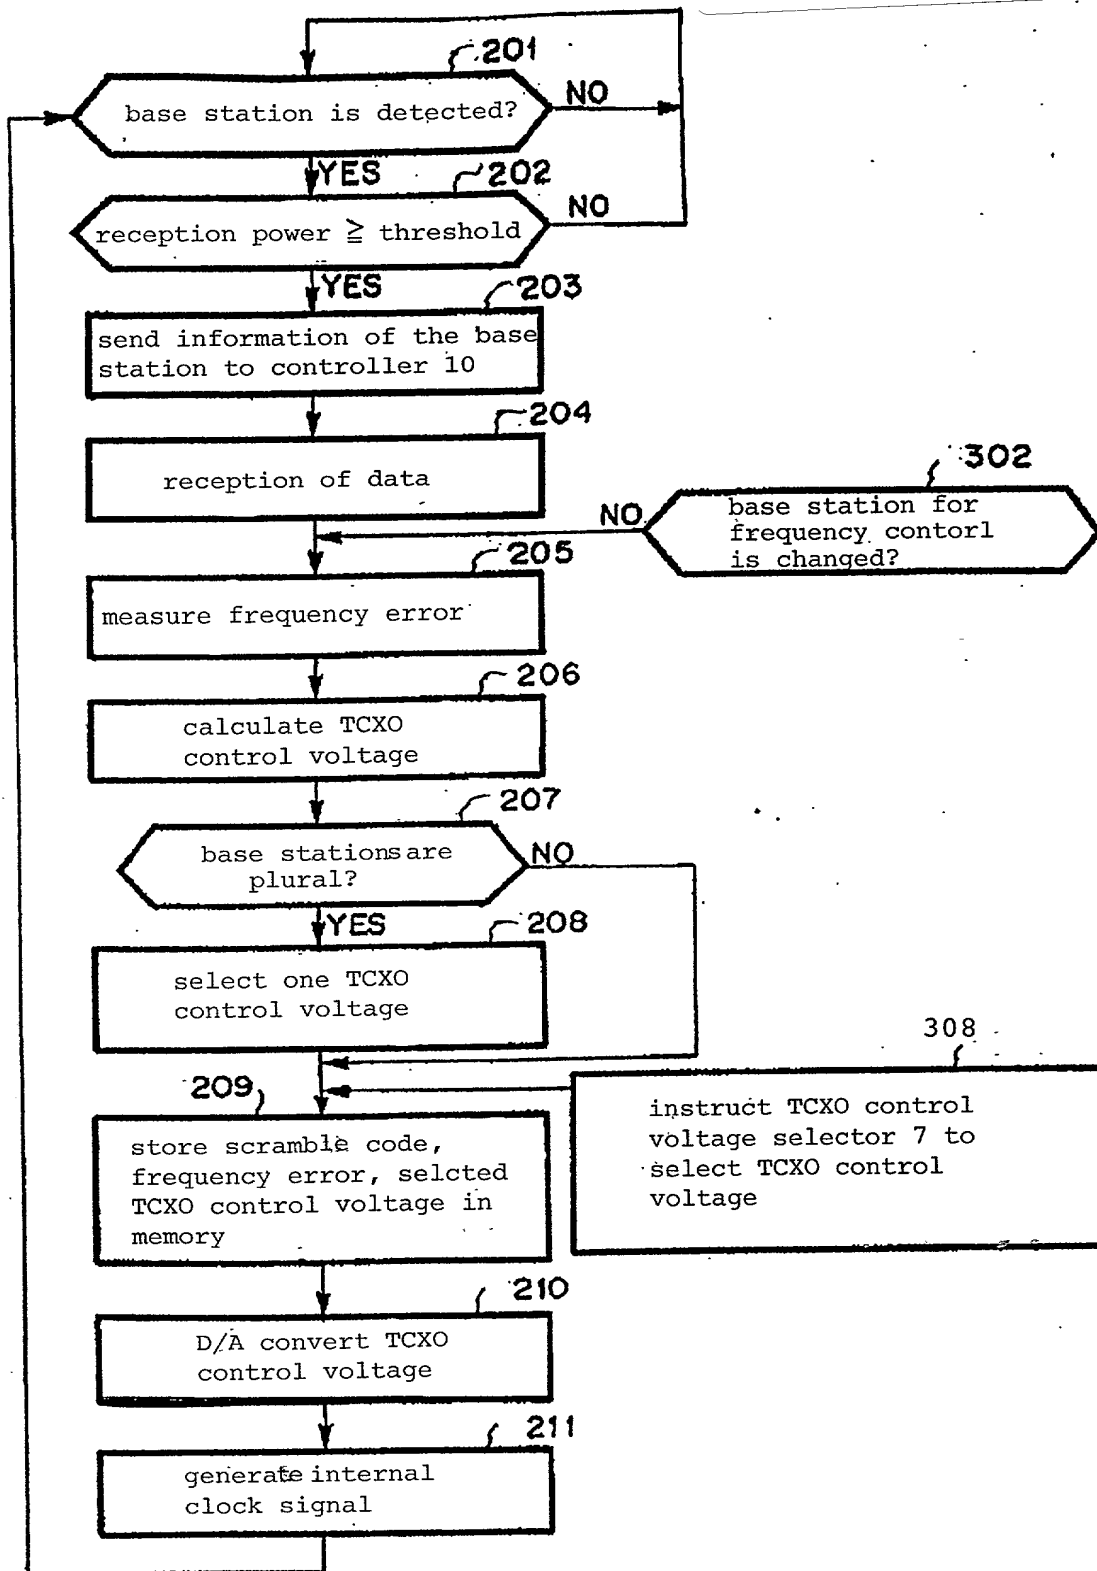 201
base station is detected?
NO
YES
202
reception power ≧ threshold
NO
YES
203
send information of the base
station to controller 10
204
reception of data
302
base station for
frequency contorl
is changed?
NO
205
measure frequency error
206
calculate TCXO
control voltage
207
base stations are
plural?
NO
YES
208
select one TCXO
control voltage
308
instruct TCXO control
voltage selector 7 to
select TCXO control
voltage
209
store scramble code,
frequency error, selcted
TCXO control voltage in
memory
210
D/A convert TCXO
control voltage
211
generate internal
clock signal